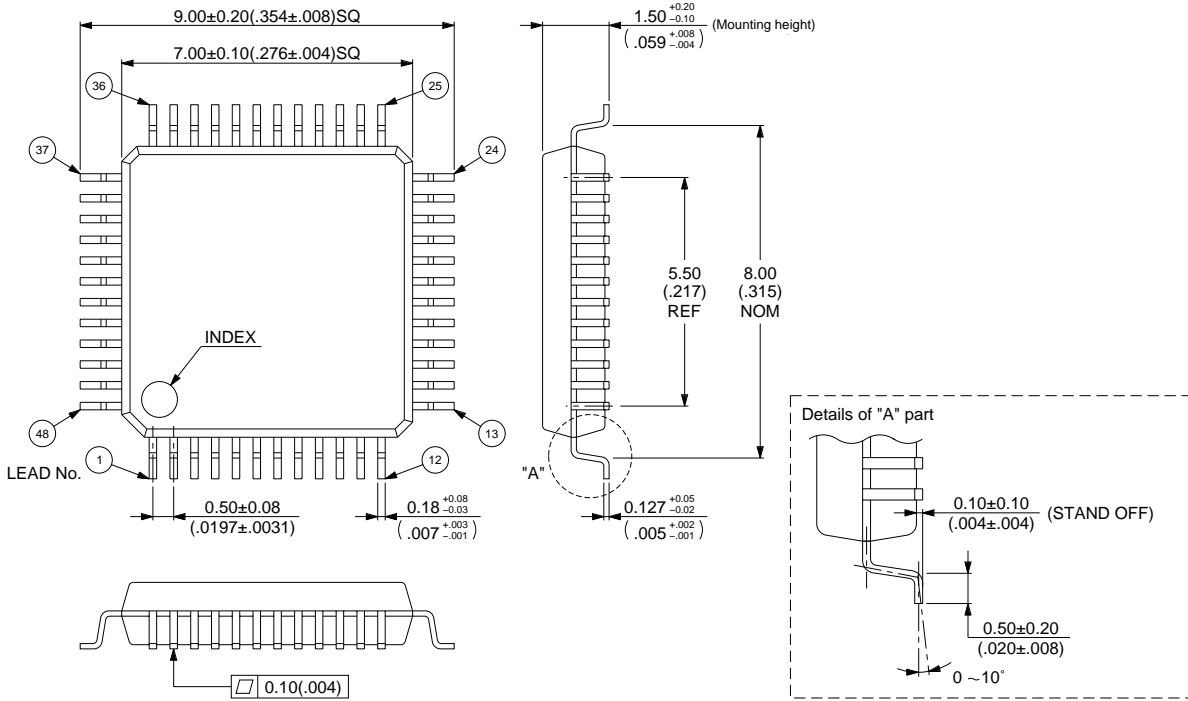 9.00±0.20(.354±.008)SQ
7.00±0.10(.276±.004)SQ
1.50 +0.20 −0.10 (Mounting height)
(.059 +.008 −.004)
36
25
37
24
INDEX
5.50
(.217)
REF
8.00
(.315)
NOM
48
13
LEAD No.
1
12
"A"
0.50±0.08
(.0197±.0031)
0.18 +0.08 −0.03
(.007 +.003 −.001)
0.127 +0.05 −0.02
(.005 +.002 −.001)
Details of "A" part
0.10±0.10
(.004±.004)
(STAND OFF)
0.50±0.20
(.020±.008)
0 ~10°
0.10(.004)